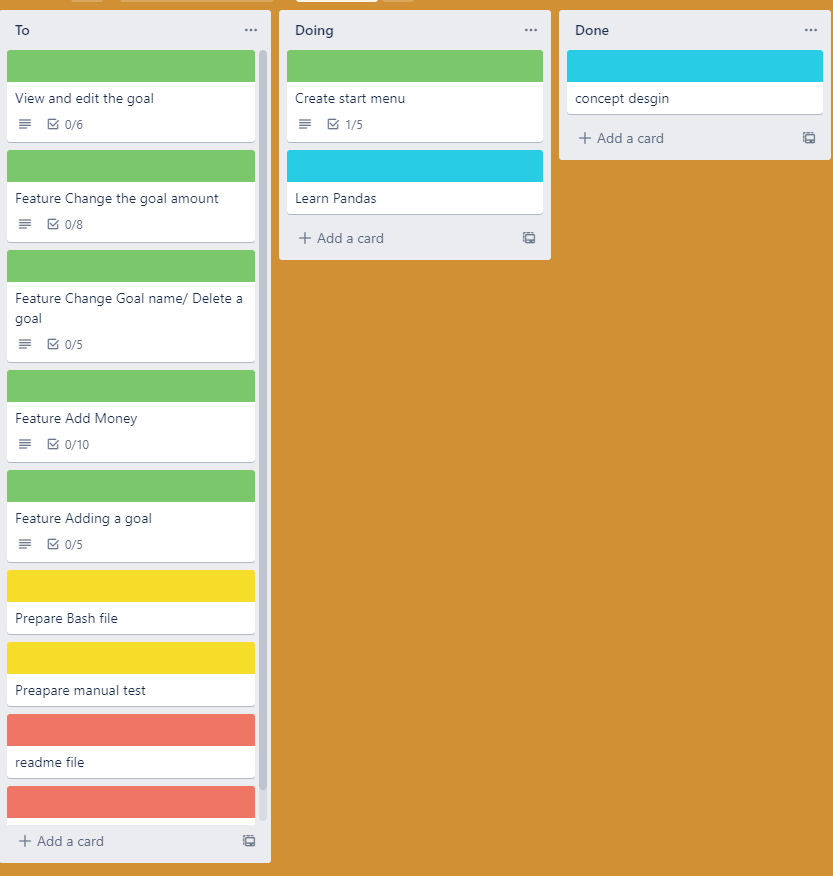 To
View and edit the goal
0/6
Feature Change the goal amount
0/8
Feature Change Goal name/ Delete a
goal
0/5
Feature Add Money
0/10
Feature Adding a goal
0/5
Prepare Bash file
Preapare manual test
readme file
Add a card
Doing
Create start menu
1/5
Learn Pandas
Add a card
Done
concept desgin
Add a card